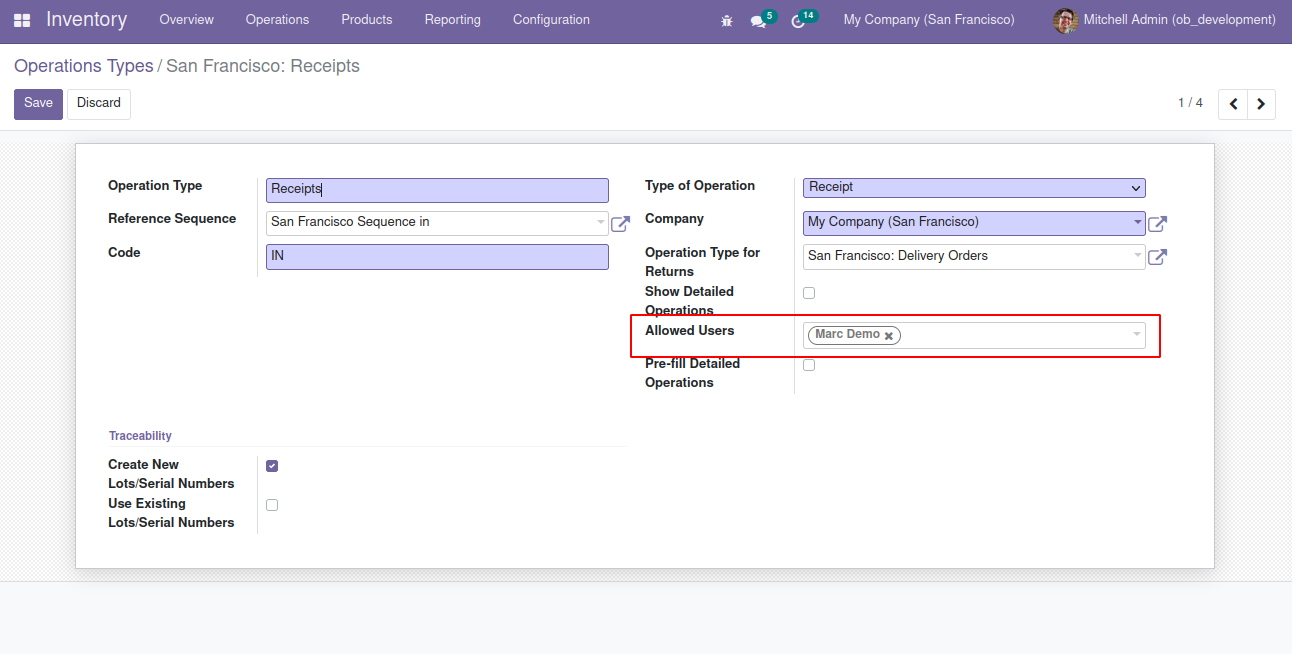 Inventory Overview Operations Products Reporting Configuration 5 14 My Company (San Francisco) Mitchell Admin (ob_development)
Operations Types / San Francisco: Receipts
Save Discard 1 / 4
Operation Type Receipts
Reference Sequence San Francisco Sequence in
Code IN
Type of Operation Receipt
Company My Company (San Francisco)
Operation Type for San Francisco: Delivery Orders
Returns
Show Detailed
Operations
Allowed Users Marc Demo
Pre-fill Detailed
Operations
Traceability
Create New
Lots/Serial Numbers
Use Existing
Lots/Serial Numbers